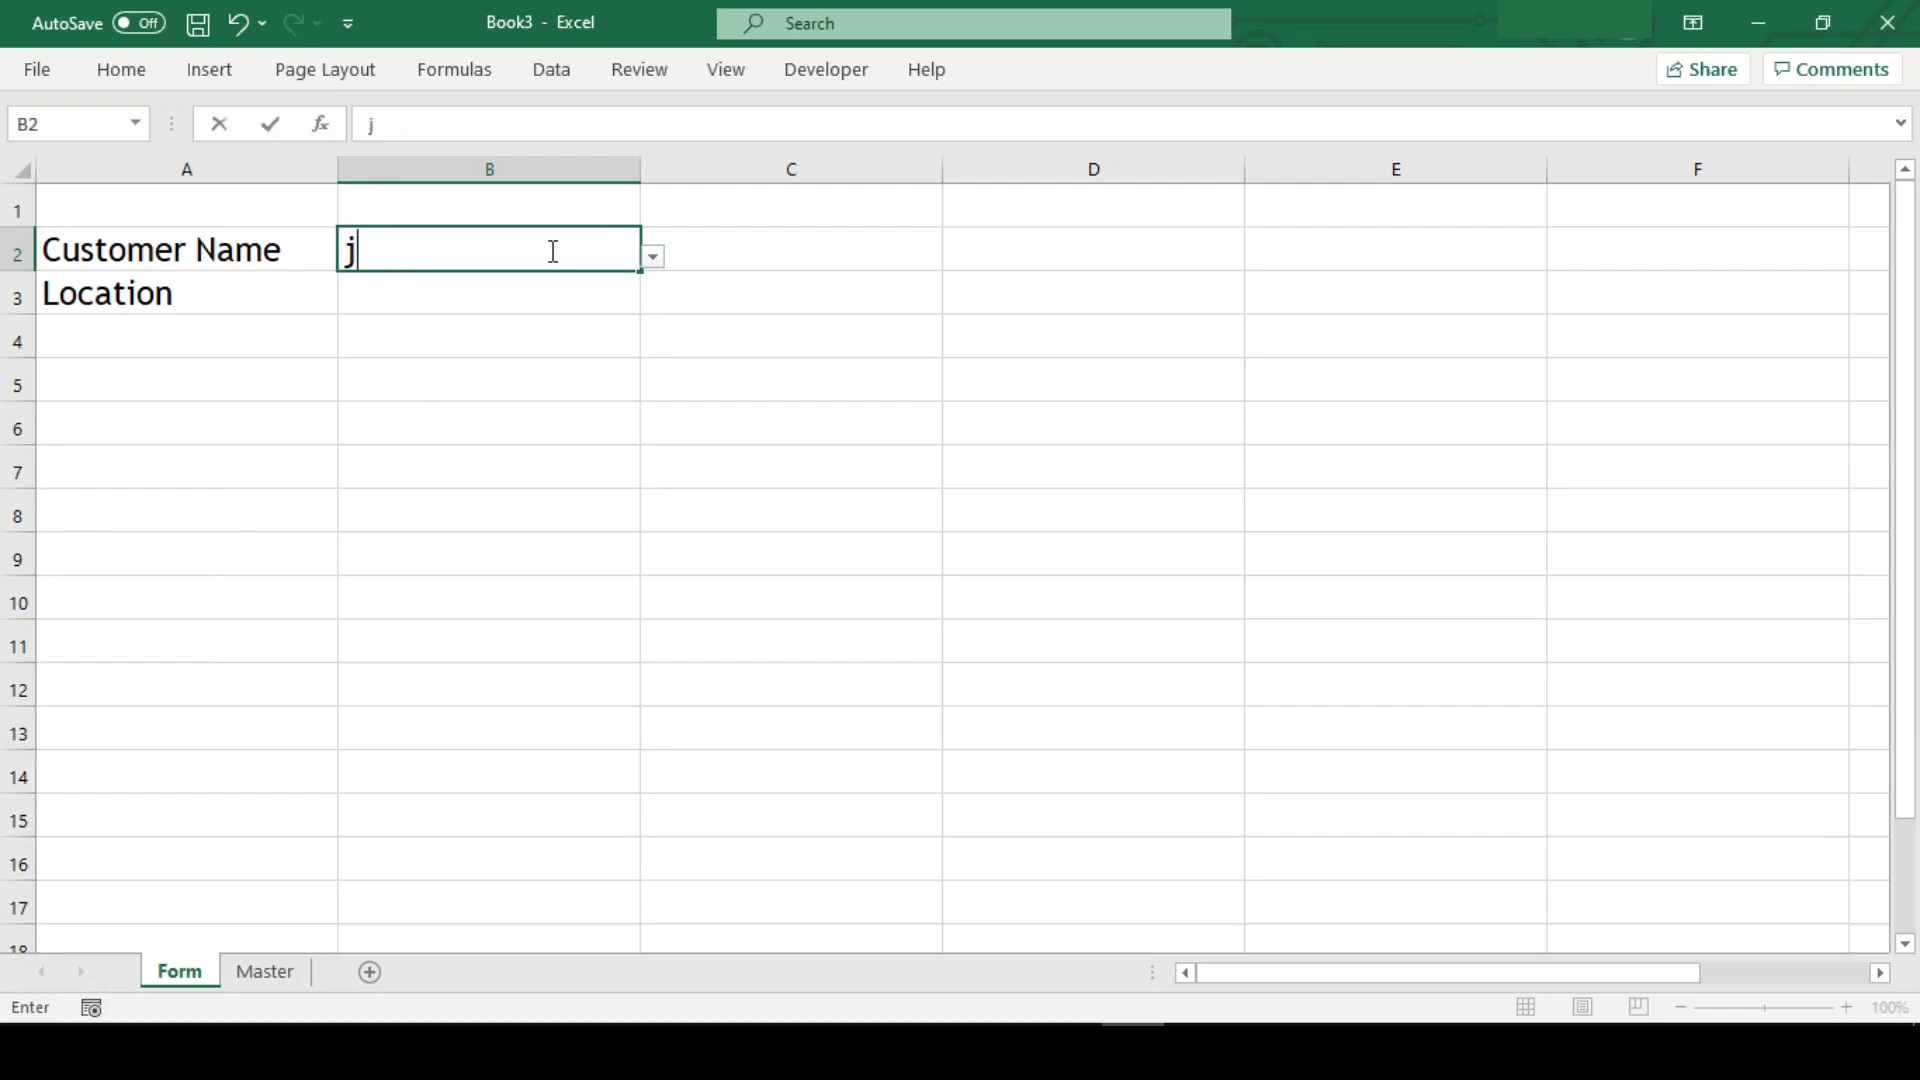 AutoSave Off Book3 - Excel Search
File Home Insert Page Layout Formulas Data Review View Developer Help Share Comments
B2 fx j
A B C D E F
1
2 Customer Name j
3 Location
4
5
6
7
8
9
10
11
12
13
14
15
16
17
18
Form Master
Enter 100%